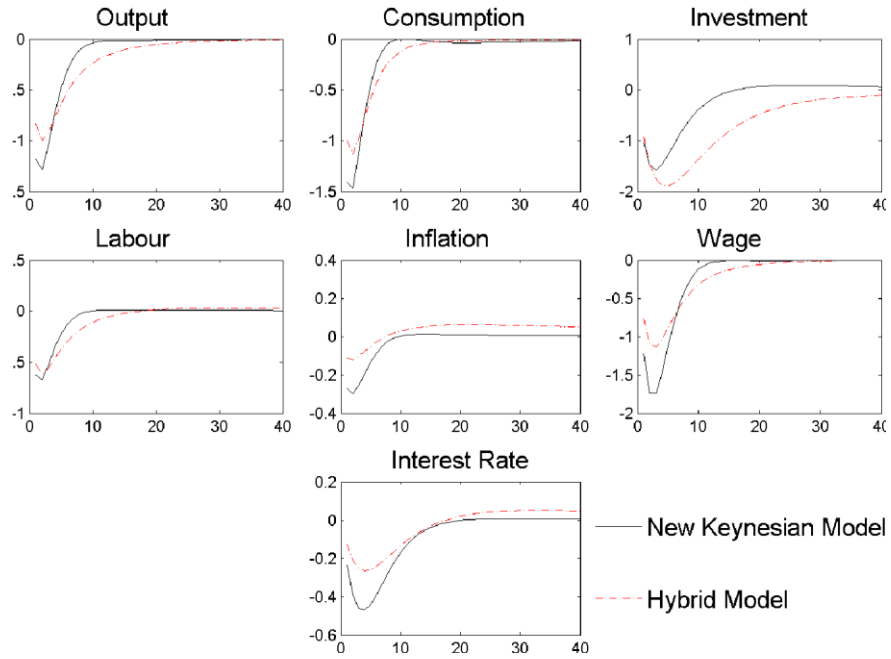 Output Consumption Investment
0 0 1
.5 -0.5 0
-1 -1 -1
.5 -1.5 -2
0 10 20 30 40 0 10 20 30 40 0 10 20 30 40
Labour Inflation Wage
.5 0.4 0
0 0.2 -0.5
0 -1
.5 -0.2 -1.5
-1 -0.4 -2
0 10 20 30 40 0 10 20 30 40 0 10 20 30 40
Interest Rate
0.2
0
-0.2
-0.4
-0.6
0 10 20 30 40
New Keynesian Model
Hybrid Model